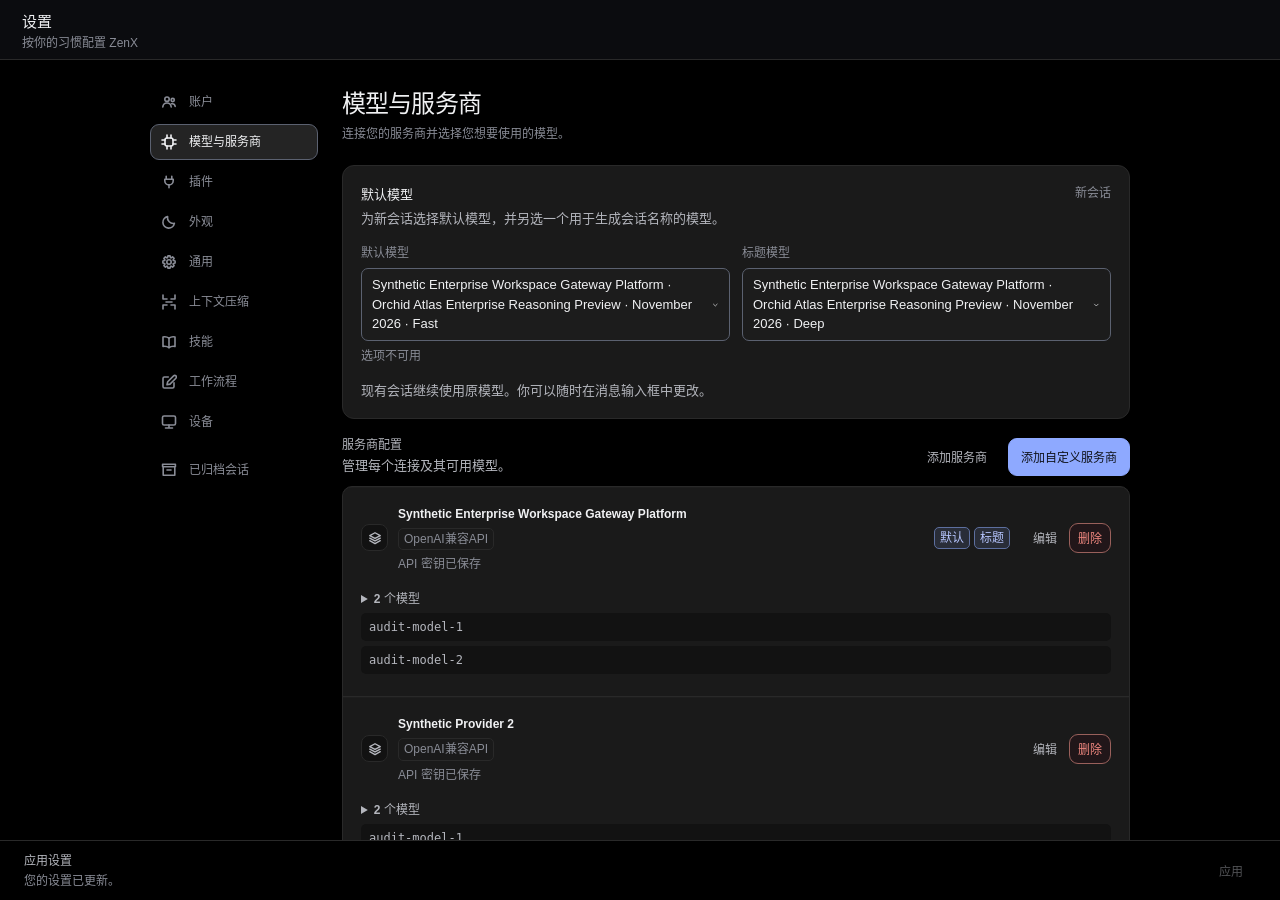 设置
按你的习惯配置 ZenX
账户
模型与服务商
插件
外观
通用
上下文压缩
技能
工作流程
设备
已归档会话
模型与服务商
连接您的服务商并选择您想要使用的模型。
默认模型
新会话
为新会话选择默认模型，并另选一个用于生成会话名称的模型。
默认模型
Synthetic Enterprise Workspace Gateway Platform ·
Orchid Atlas Enterprise Reasoning Preview · November
2026 · Fast
选项不可用
标题模型
Synthetic Enterprise Workspace Gateway Platform ·
Orchid Atlas Enterprise Reasoning Preview · November
2026 · Deep
现有会话继续使用原模型。你可以随时在消息输入框中更改。
服务商配置
管理每个连接及其可用模型。
添加服务商
添加自定义服务商
Synthetic Enterprise Workspace Gateway Platform
OpenAI兼容API
API 密钥已保存
默认 标题 编辑 删除
2 个模型
audit-model-1
audit-model-2
Synthetic Provider 2
OpenAI兼容API
API 密钥已保存
编辑 删除
2 个模型
audit-model-1
应用设置
您的设置已更新。
应用